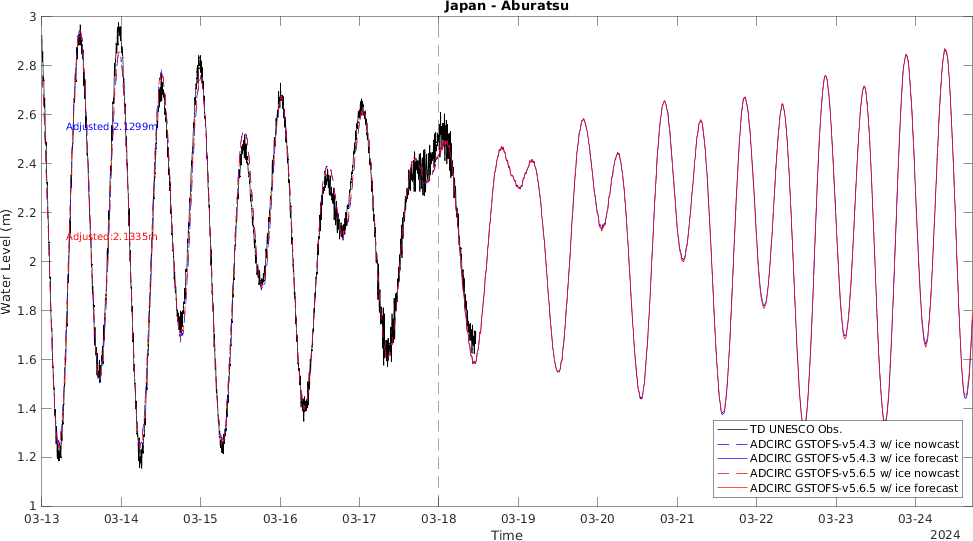 Japan - Aburatsu
3
2.8
2.6
2.4
2.2
2
1.8
1.6
1.4
1.2
1
Water Level (m)
Adjusted:2.1299m
Adjusted:2.1335m
TD UNESCO Obs.
ADCIRC GSTOFS-v5.4.3 w/ ice nowcast
ADCIRC GSTOFS-v5.4.3 w/ ice forecast
ADCIRC GSTOFS-v5.6.5 w/ ice nowcast
ADCIRC GSTOFS-v5.6.5 w/ ice forecast
03-13 03-14 03-15 03-16 03-17 03-18 03-19 03-20 03-21 03-22 03-23 03-24
Time
2024